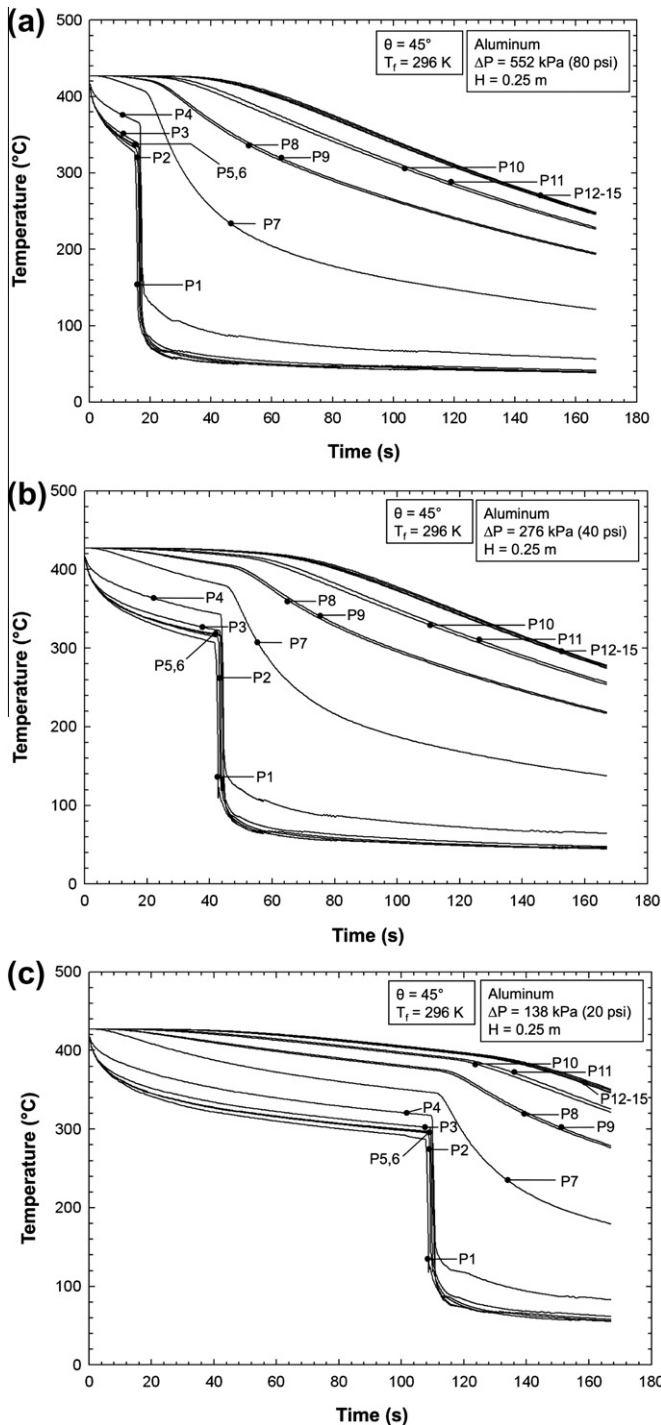 (a)
500
400
300
200
100
0
Temperature (°C)
θ = 45°
T_f = 296 K
Aluminum
ΔP = 552 kPa (80 psi)
H = 0.25 m
P4
P3
P5,6
P2
P1
P8
P9
P7
P10
P11
P12-15
0 20 40 60 80 100 120 140 160 180
Time (s)
(b)
500
400
300
200
100
0
Temperature (°C)
θ = 45°
T_f = 296 K
Aluminum
ΔP = 276 kPa (40 psi)
H = 0.25 m
P4
P3
P5,6
P2
P1
P8
P9
P7
P10
P11
P12-15
0 20 40 60 80 100 120 140 160 180
Time (s)
(c)
500
400
300
200
100
0
Temperature (°C)
θ = 45°
T_f = 296 K
Aluminum
ΔP = 138 kPa (20 psi)
H = 0.25 m
P10
P11
P12-15
P4
P3
P5,6
P2
P8
P9
P7
P1
0 20 40 60 80 100 120 140 160 180
Time (s)